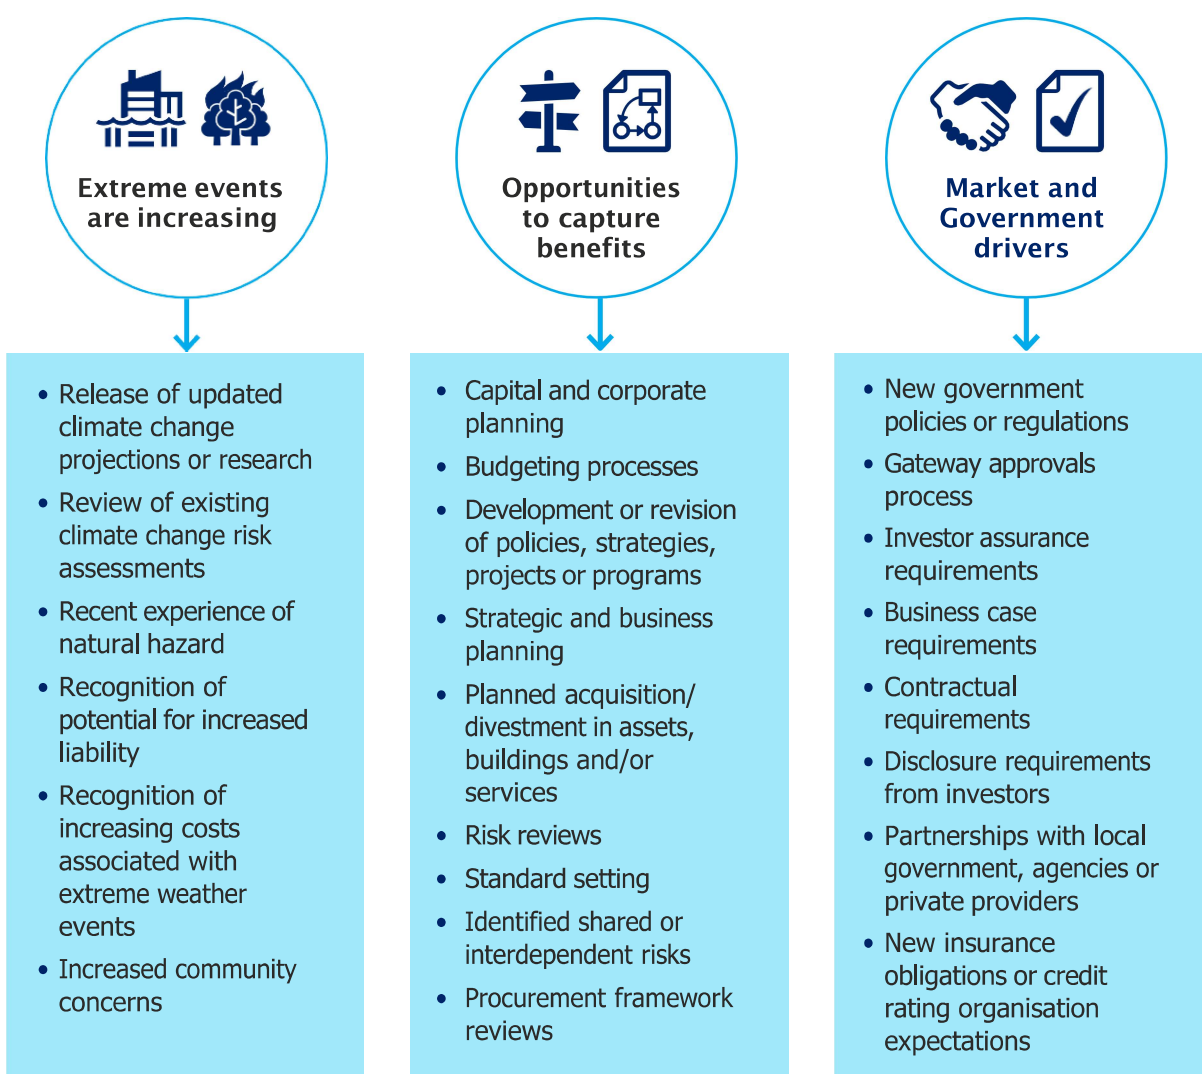 Extreme events
are increasing
• Release of updated
climate change
projections or research
• Review of existing
climate change risk
assessments
• Recent experience of
natural hazard
• Recognition of
potential for increased
liability
• Recognition of
increasing costs
associated with
extreme weather
events
• Increased community
concerns
Opportunities
to capture
benefits
• Capital and corporate
planning
• Budgeting processes
• Development or revision
of policies, strategies,
projects or programs
• Strategic and business
planning
• Planned acquisition/
divestment in assets,
buildings and/or
services
• Risk reviews
• Standard setting
• Identified shared or
interdependent risks
• Procurement framework
reviews
Market and
Government
drivers
• New government
policies or regulations
• Gateway approvals
process
• Investor assurance
requirements
• Business case
requirements
• Contractual
requirements
• Disclosure requirements
from investors
• Partnerships with local
government, agencies or
private providers
• New insurance
obligations or credit
rating organisation
expectations